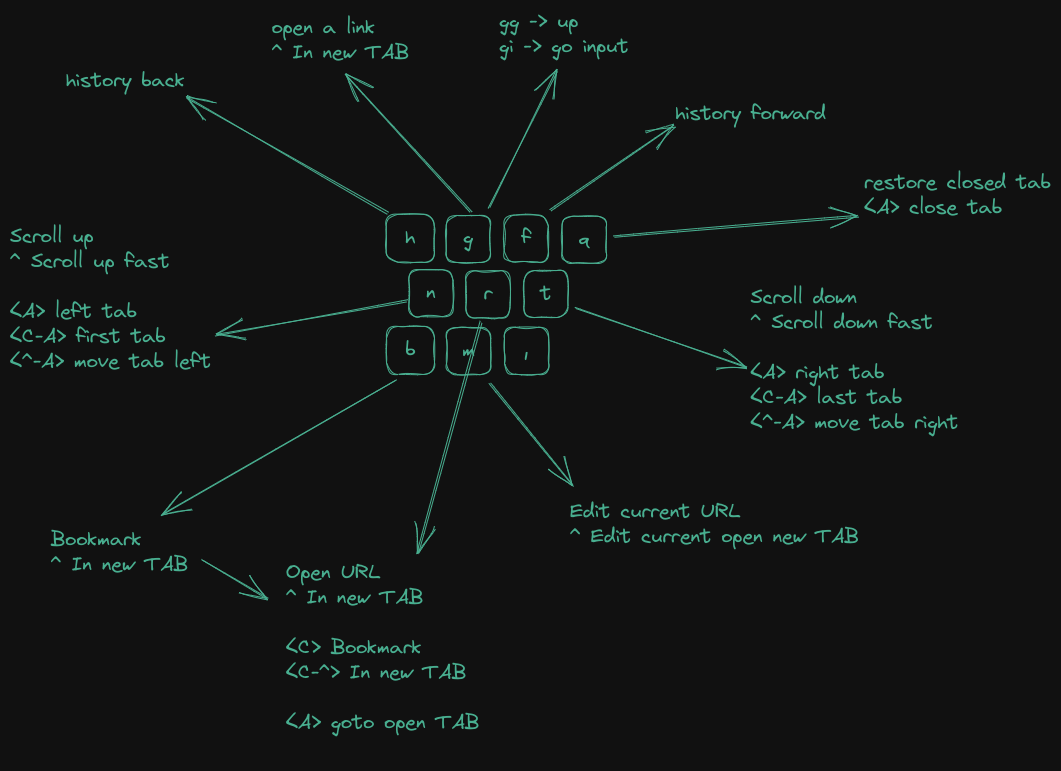 open a link
^ In new TAB
gg -> up
gi -> go input
history back
history forward
restore closed tab
<A> close tab
h
g
f
q
Scroll up
^ Scroll up fast
<A> left tab
<C-A> first tab
<^-A> move tab left
n
r
t
Scroll down
^ Scroll down fast
<A> right tab
<C-A> last tab
<^-A> move tab right
b
m
,
Bookmark
^ In new TAB
Edit current URL
^ Edit current open new TAB
Open URL
^ In new TAB
<C> Bookmark
<C-^> In new TAB
<A> goto open TAB